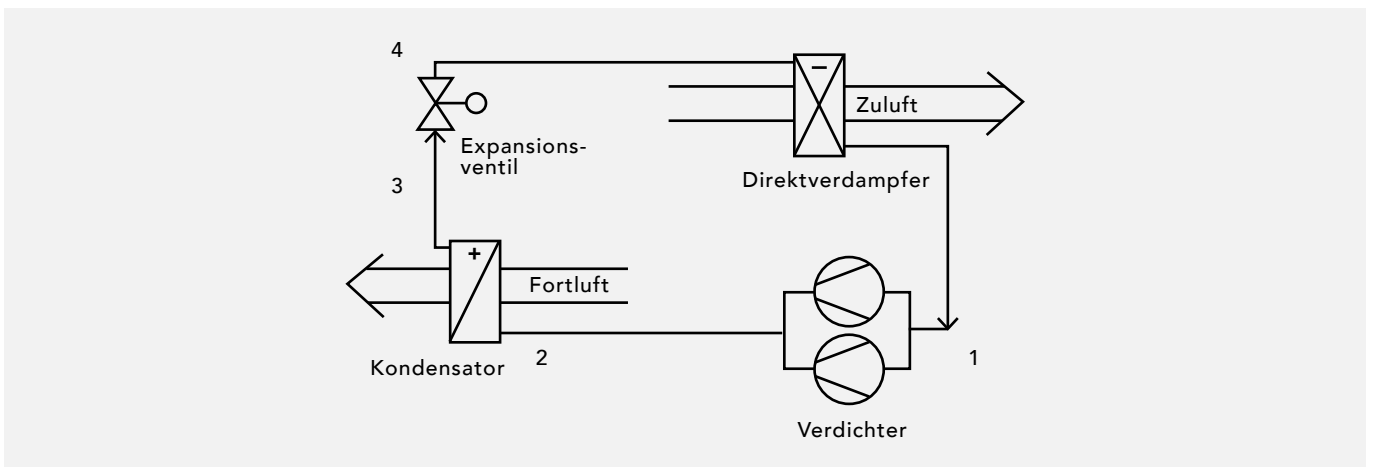 4
–
Zuluft
Expansions-
ventil
Direktverdampfer
3
+
Fortluft
Kondensator
2
1
Verdichter